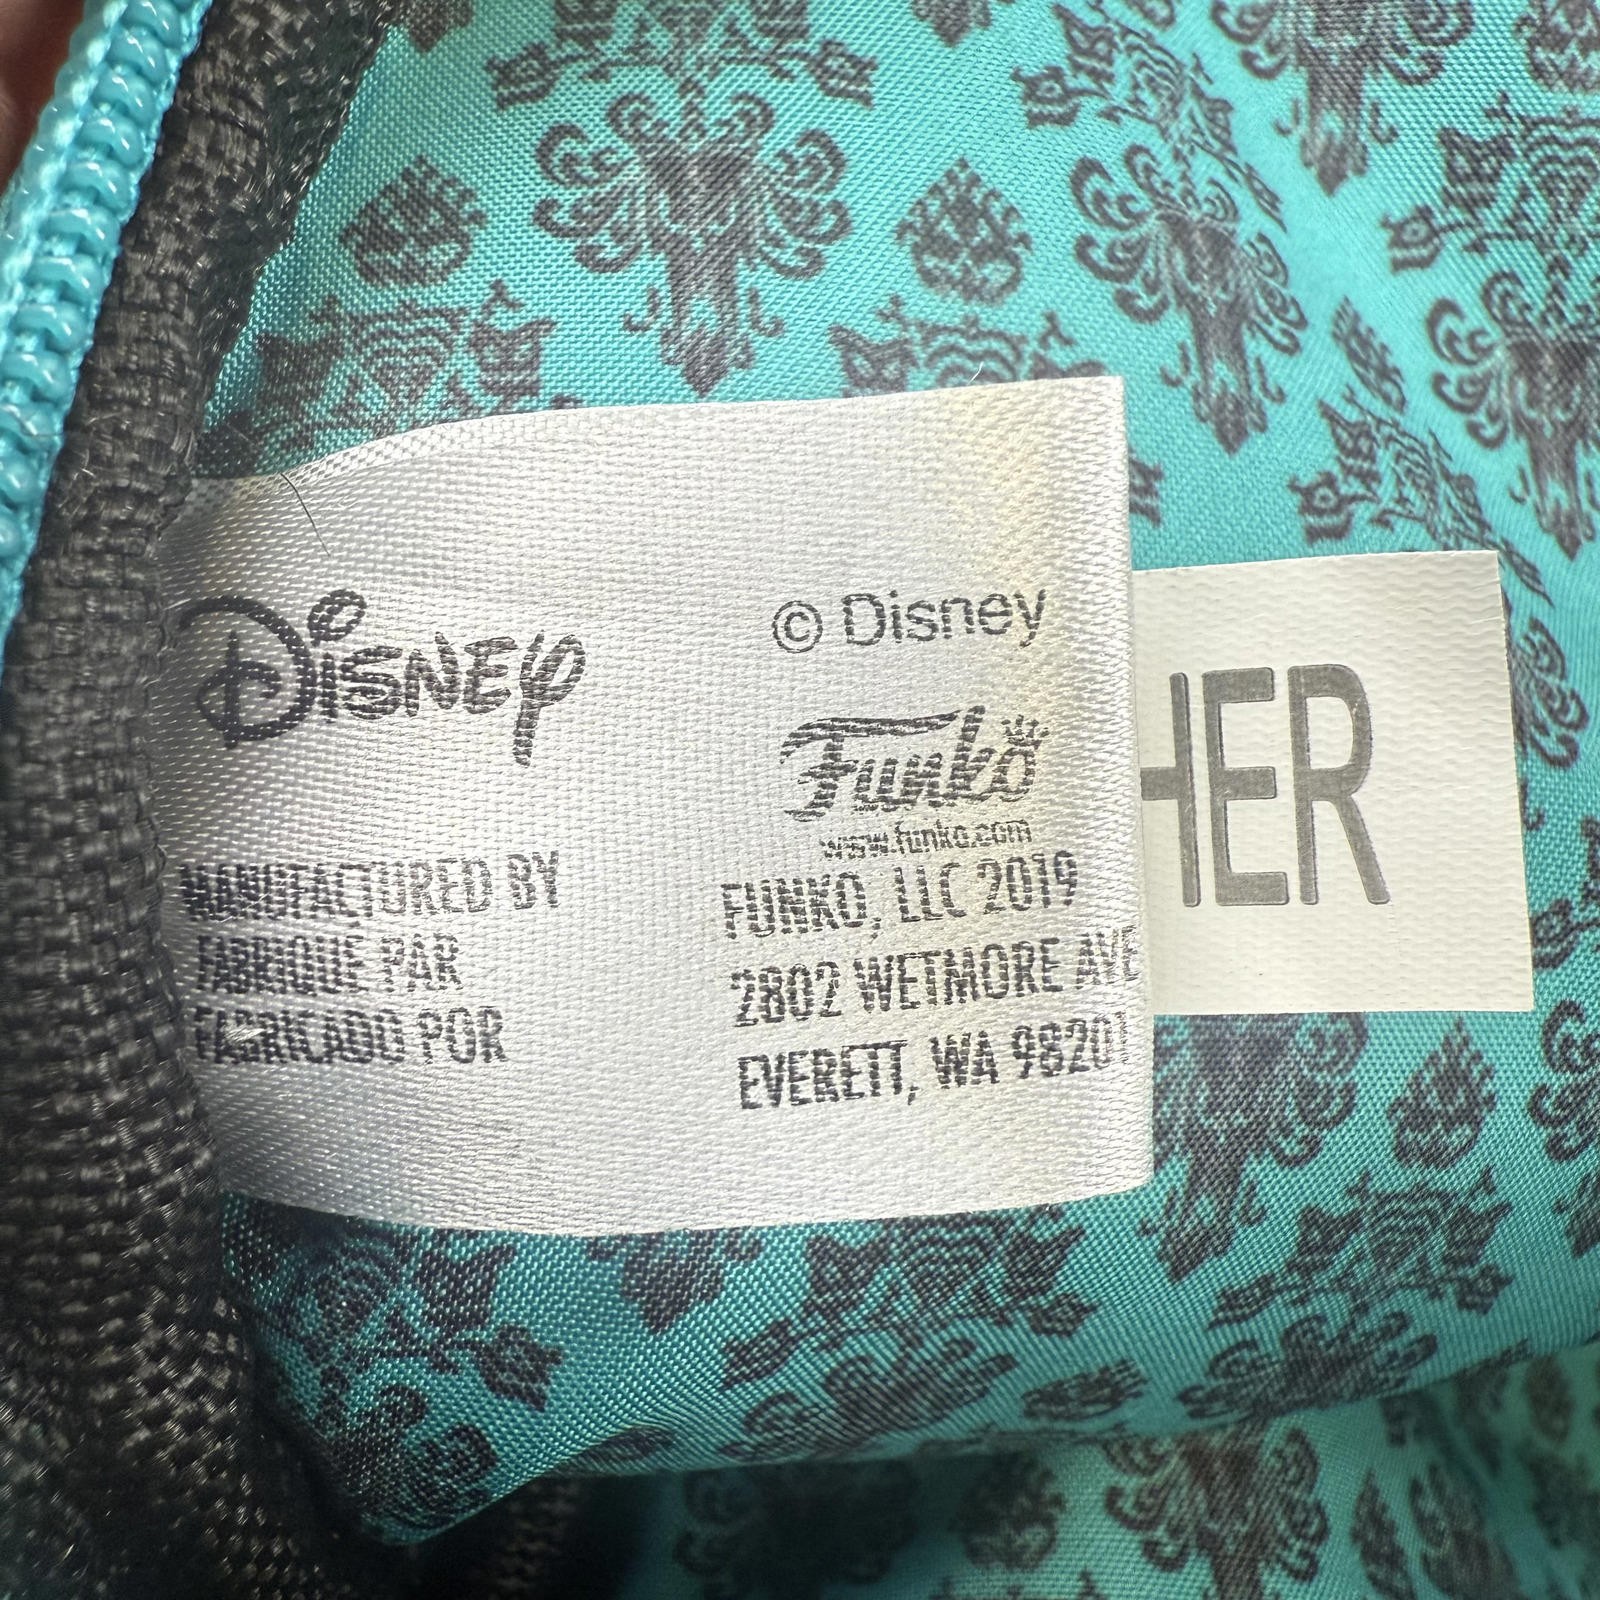 Disney
© Disney
Funko
www.funko.com
MANUFACTURED BY
FABRIQUÉ PAR
FABRICADO POR
FUNKO, LLC 2019
2802 WETMORE AVE
EVERETT, WA 98201
HER